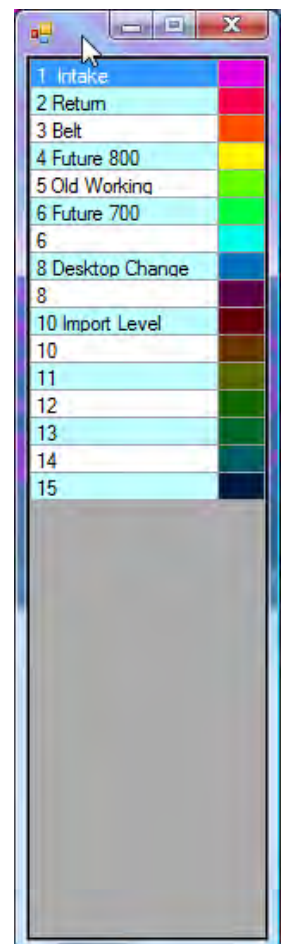 1 Intake
2 Return
3 Belt
4 Future 800
5 Old Working
6 Future 700
6
8 Desktop Change
8
10 Import Level
10
11
12
13
14
15